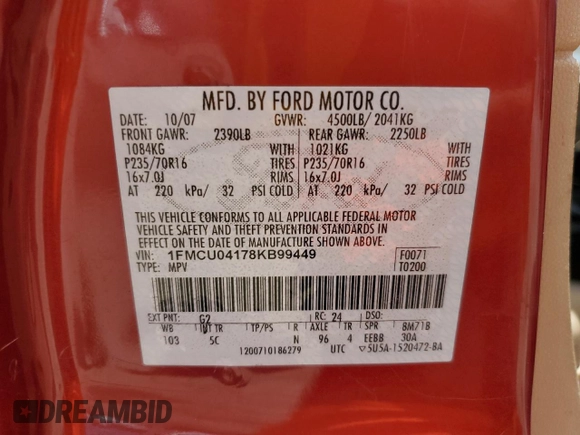 MFD. BY FORD MOTOR CO.
DATE: 10/07 GVWR: 4500LB/ 2041KG
FRONT GAWR: 2390LB REAR GAWR: 2250LB
1084KG WITH 1021KG WITH
P235/70R16 TIRES P235/70R16 TIRES
16x7.0J RIMS 16x7.0J RIMS
AT 220 kPa/ 32 PSI COLD AT 220 kPa/ 32 PSI COLD
THIS VEHICLE CONFORMS TO ALL APPLICABLE FEDERAL MOTOR
VEHICLE SAFETY AND THEFT PREVENTION STANDARDS IN
EFFECT ON THE DATE OF MANUFACTURE SHOWN ABOVE.
VIN: 1FMCU04178KB99449 F0071
TYPE: MPV T0200
EXT PNT: G2 RC: 24 DSO:
WB INT TR TP/PS R AXLE TR SPR BM71B
103 5C N 96 4 EEBB 30A
1200710186279 UTC 5U5A-1520472-BA
DREAMBID